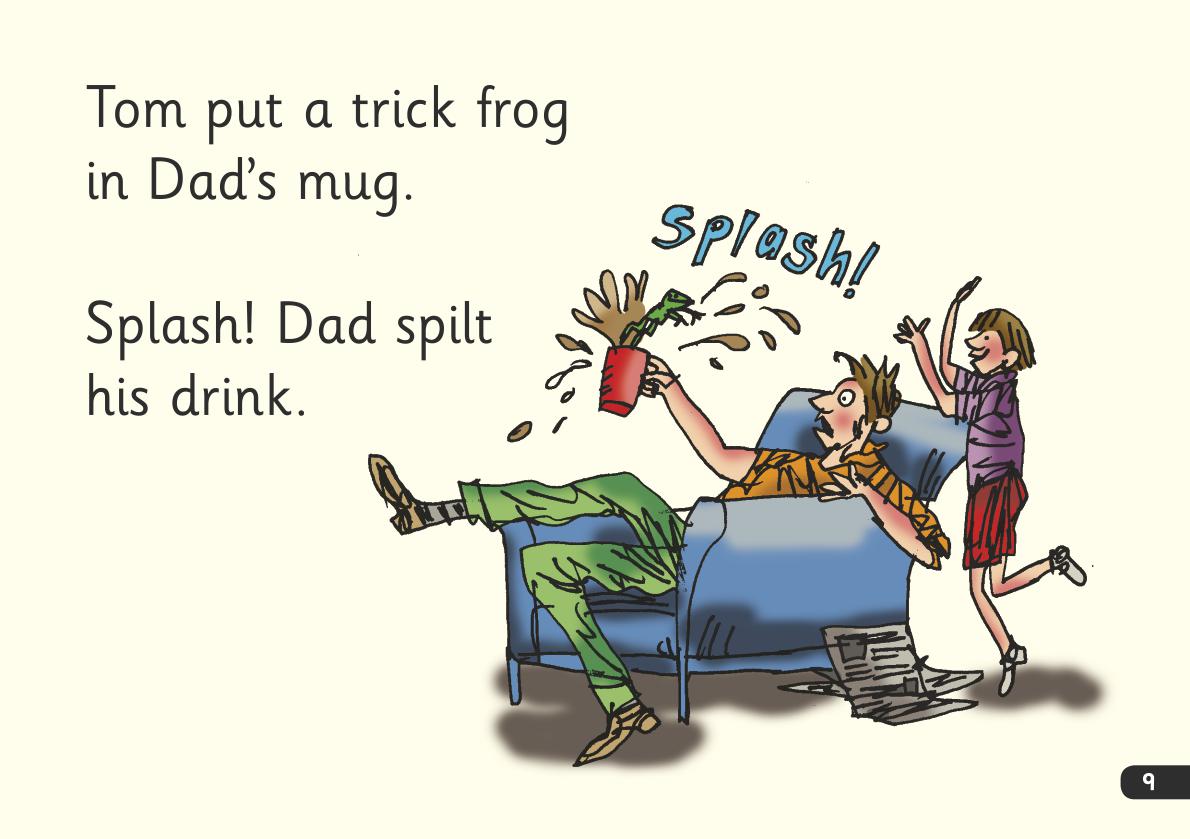 Tom put a trick frog
in Dad’s mug.
Splash! Dad spilt
his drink.
Splash!
9